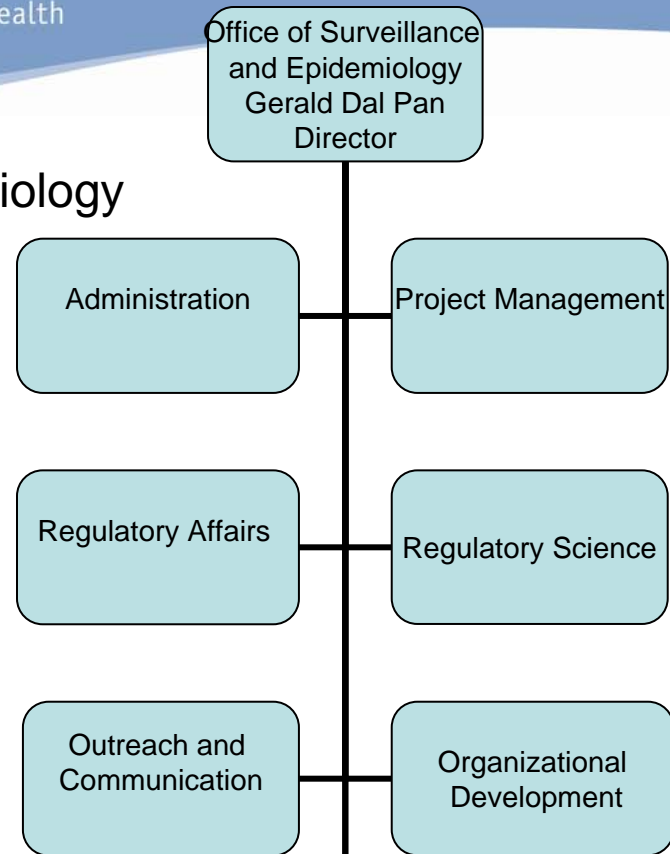 ealth
Office of Surveillance
and Epidemiology
Gerald Dal Pan
Director
iology
Administration
Project Management
Regulatory Affairs
Regulatory Science
Outreach and
Communication
Organizational
Development